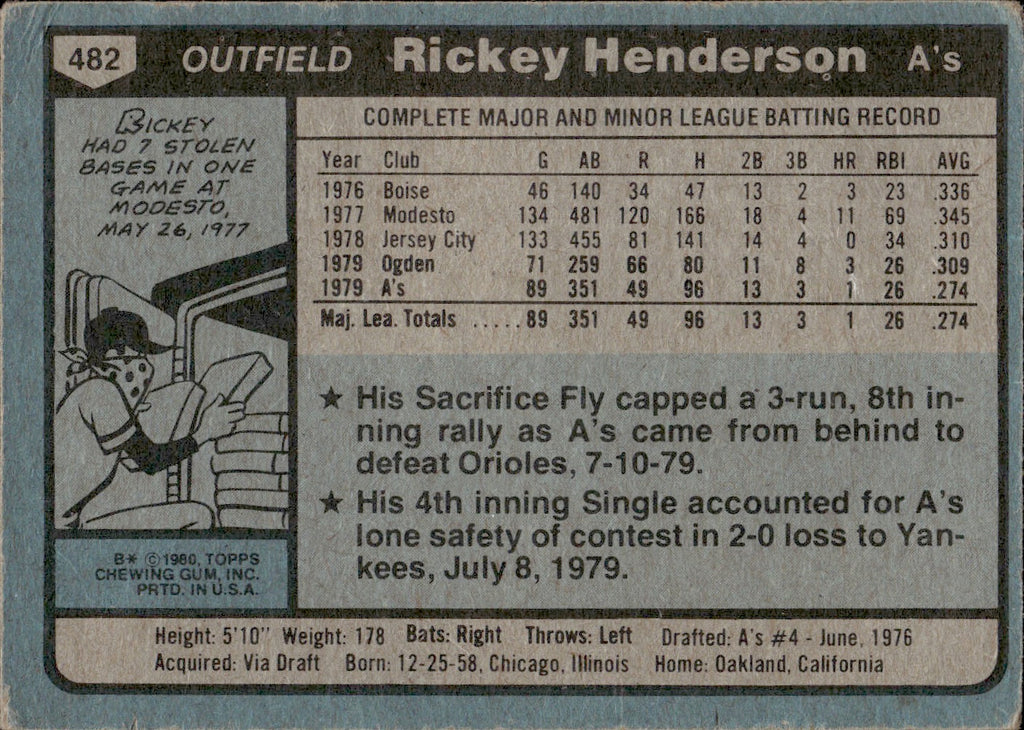 482 OUTFIELD Rickey Henderson A's
RICKEY
HAD 7 STOLEN
BASES IN ONE
GAME AT
MODESTO,
MAY 26, 1977
COMPLETE MAJOR AND MINOR LEAGUE BATTING RECORD
Year Club G AB R H 2B 3B HR RBI AVG
1976 Boise 46 140 34 47 13 2 3 23 .336
1977 Modesto 134 481 120 166 18 4 11 69 .345
1978 Jersey City 133 455 81 141 14 4 0 34 .310
1979 Ogden 71 259 66 80 11 8 3 26 .309
1979 A's 89 351 49 96 13 3 1 26 .274
Maj. Lea. Totals ..... 89 351 49 96 13 3 1 26 .274
★ His Sacrifice Fly capped a 3-run, 8th in-
ning rally as A's came from behind to
defeat Orioles, 7-10-79.
★ His 4th inning Single accounted for A's
lone safety of contest in 2-0 loss to Yan-
kees, July 8, 1979.
B* ©1980, TOPPS
CHEWING GUM, INC.
PRTD. IN U.S.A.
Height: 5'10" Weight: 178 Bats: Right Throws: Left Drafted: A's #4 - June, 1976
Acquired: Via Draft Born: 12-25-58, Chicago, Illinois Home: Oakland, California